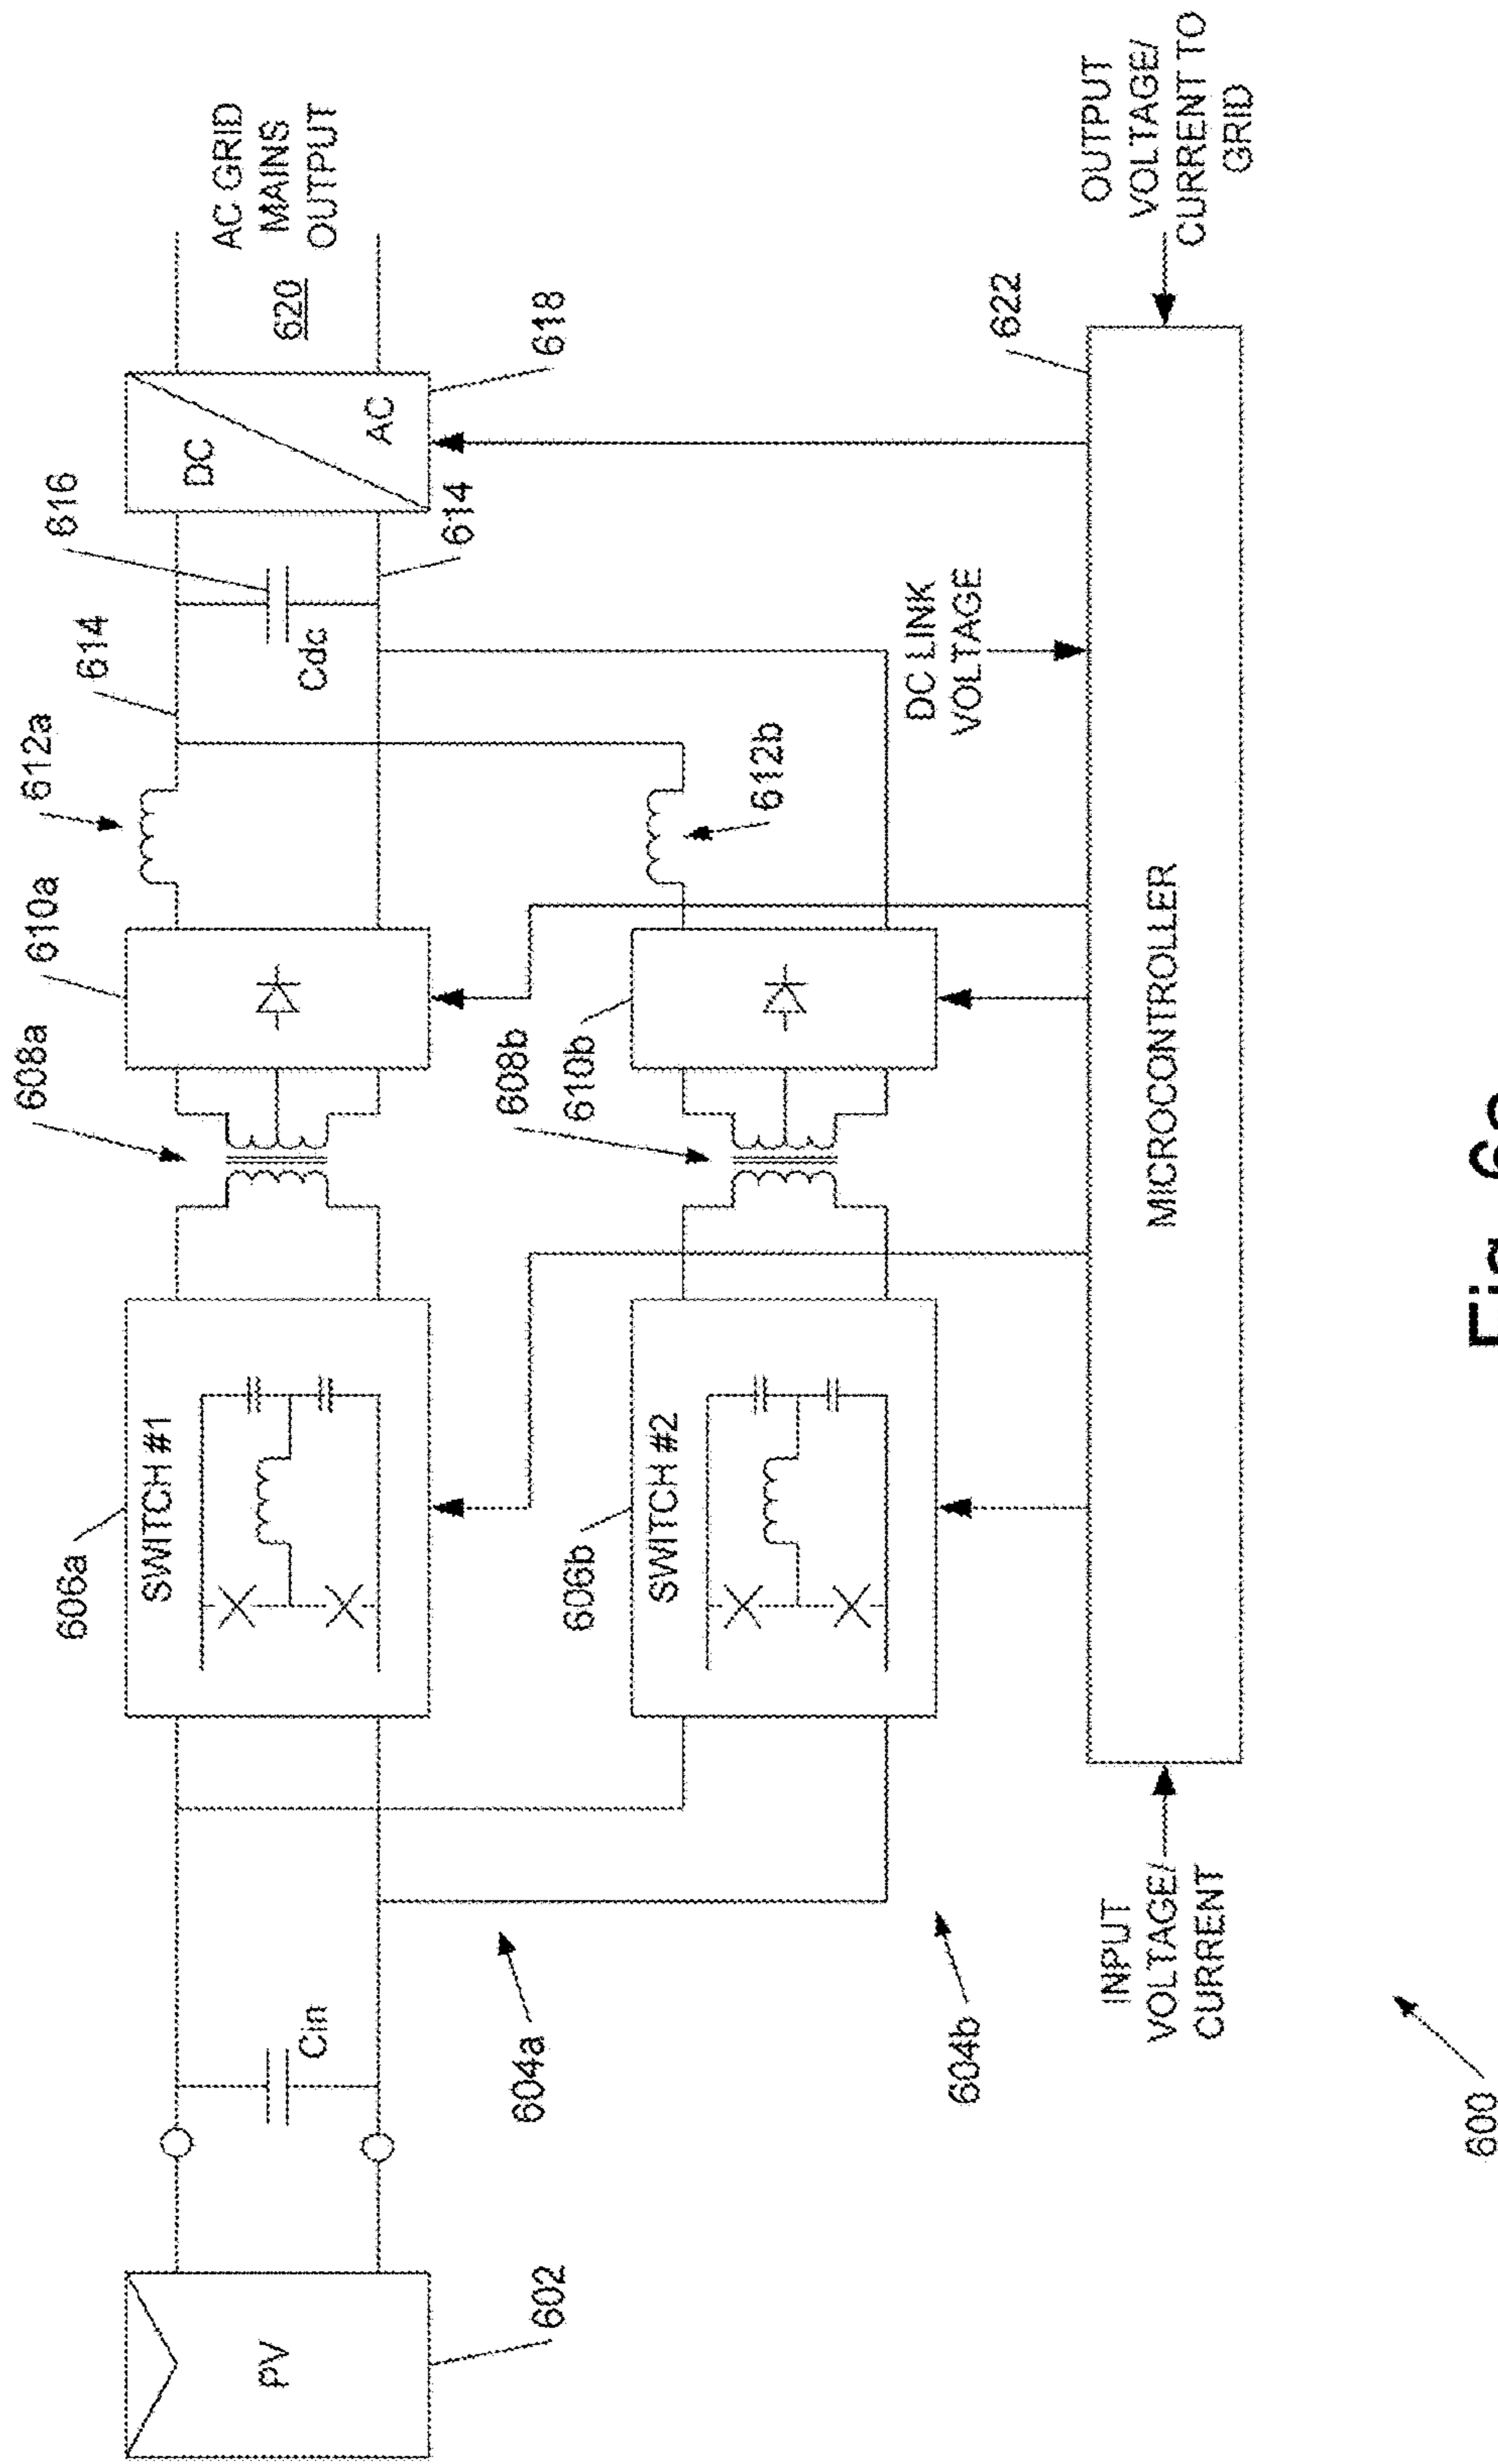 612a
608a
610a
816
606a
614
SWITCH #1
AC GRID
MAINS
OUTPUT
620
PV
Cin
Cdc
DC
AC
614
618
602
604a
608b
610b
606b
SWITCH #2
612b
604b
DC LINK
VOLTAGE
622
INPUT
VOLTAGE/
CURRENT
MICROCONTROLLER
OUTPUT
VOLTAGE/
CURRENT TO
GRID
600
Fig.